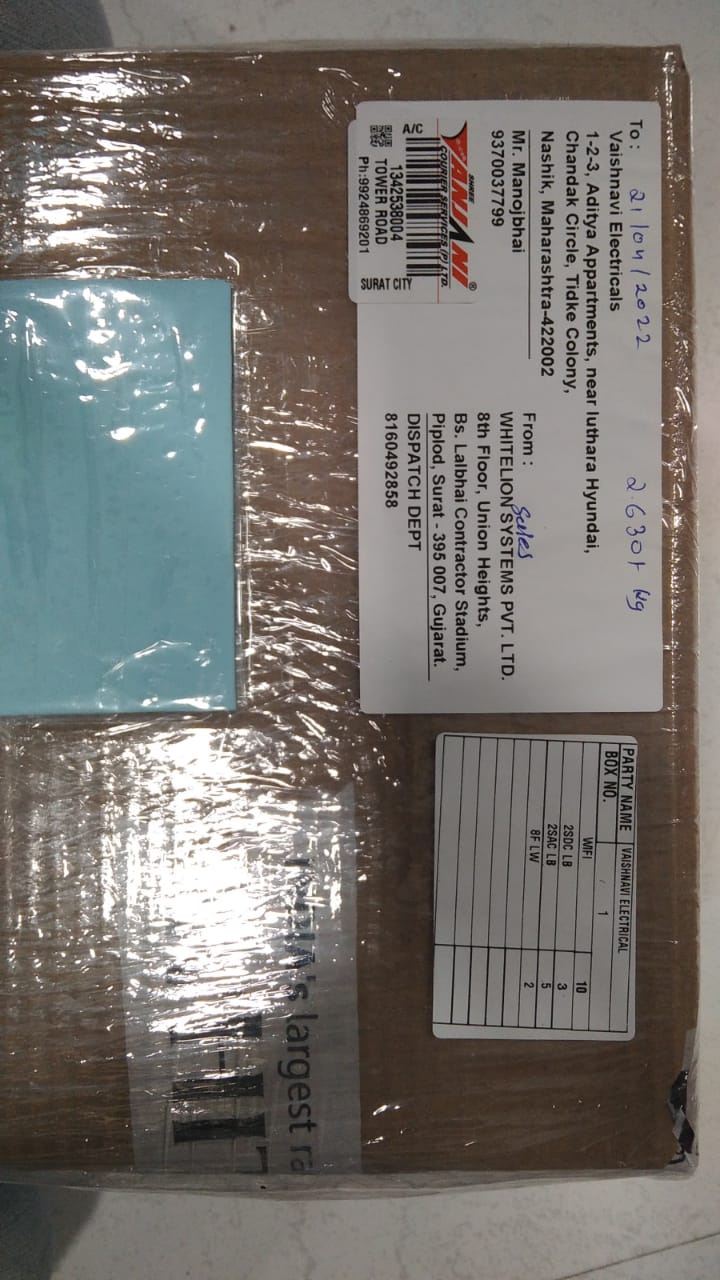 To:
21/04/2022
2.630 kg
Vaishnavi Electricals
1-2-3, Aditya Appartments, near luthara Hyundai,
Chandak Circle, Tidke Colony,
Nashik, Maharashtra-422002
Mr. Manojbhai
9370037799
SHREE
ANJANI®
COURIER SERVICES (P) LTD.
A/C
1342538004
TOWER ROAD
Ph:9924869201
SURAT CITY
From :
Sales
WHITELION SYSTEMS PVT. LTD.
8th Floor, Union Heights,
Bs. Lalbhai Contractor Stadium,
Piplod, Surat - 395 007, Gujarat.
DISPATCH DEPT
8160492858
PARTY NAME VAISHNAVI ELECTRICAL
BOX NO. 1
WIFI 10
2SDC LB 3
2SAC LB 5
8F LW 2
India's largest ra